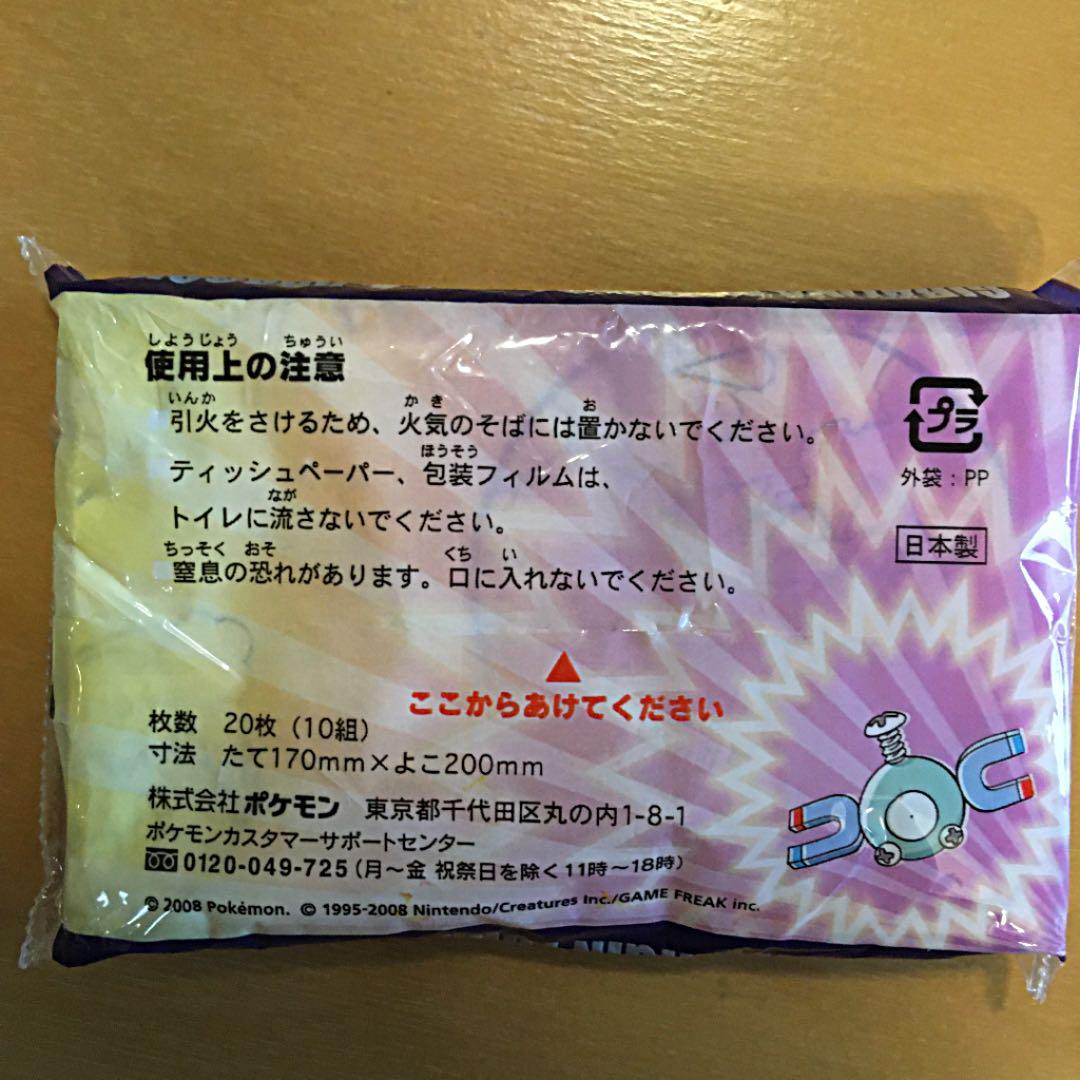 しようじょう ちゅうい
使用上の注意
いんか かき お
引火をさけるため、火気のそばには置かないでください。
ほうそう
ティッシュペーパー、包装フィルムは、
なが
トイレに流さないでください。
ちっそく おそ くち い
窒息の恐れがあります。口に入れないでください。
プラ
外袋：PP
日本製
ここからあけてください
枚数 20枚（10組）
寸法 たて170mm×よこ200mm
株式会社ポケモン 東京都千代田区丸の内1-8-1
ポケモンカスタマーサポートセンター
0120-049-725（月～金 祝祭日を除く11時～18時）
©2008 Pokémon. ©1995-2008 Nintendo/Creatures Inc./GAME FREAK inc.